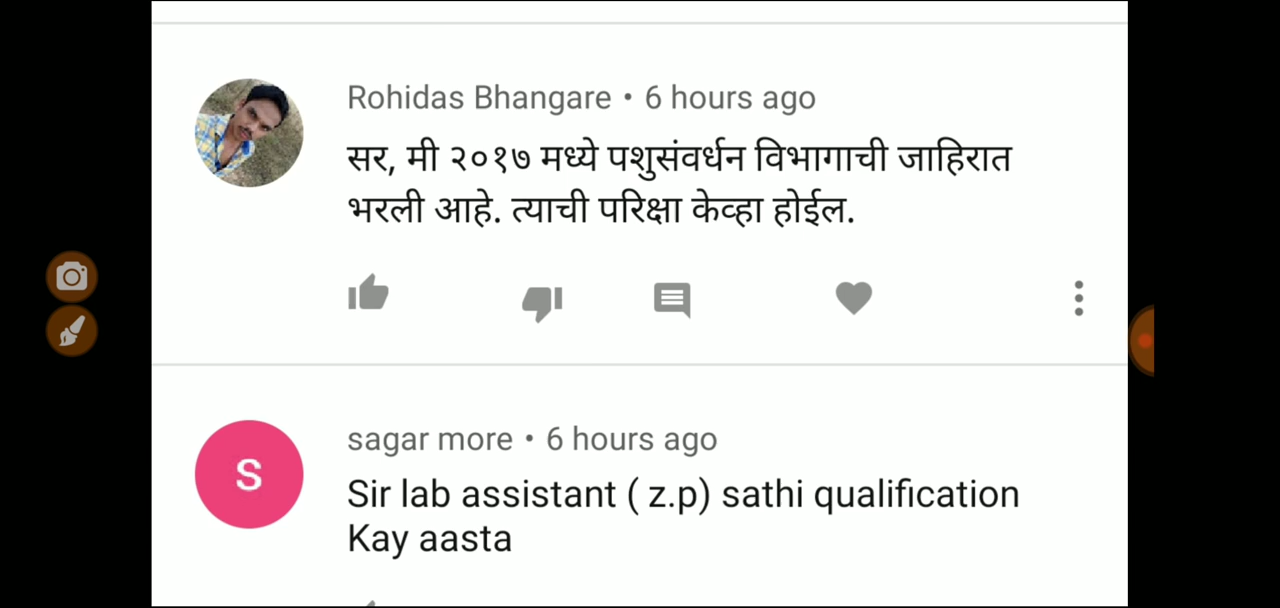 Rohidas Bhangare • 6 hours ago
सर, मी २०१७ मध्ये पशुसंवर्धन विभागाची जाहिरात
भरली आहे. त्याची परिक्षा केव्हा होईल.
S
sagar more • 6 hours ago
Sir lab assistant ( z.p) sathi qualification
Kay aasta